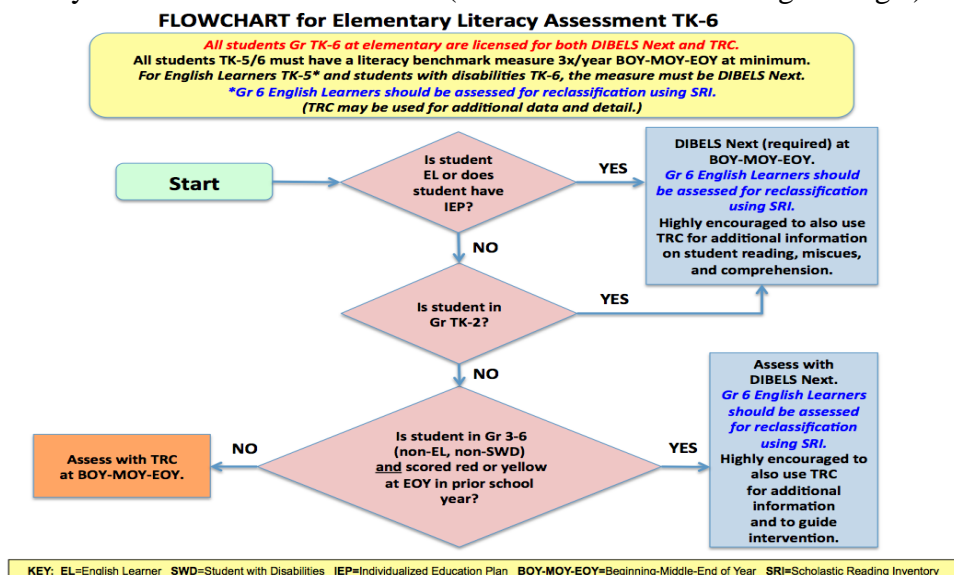 FLOWCHART for Elementary Literacy Assessment TK-6
All students Gr TK-6 at elementary are licensed for both DIBELS Next and TRC.
All students TK-5/6 must have a literacy benchmark measure 3x/year BOY-MOY-EOY at minimum.
For English Learners TK-5* and students with disabilities TK-6, the measure must be DIBELS Next.
*Gr 6 English Learners should be assessed for reclassification using SRI.
(TRC may be used for additional data and detail.)
Start
Is student
EL or does
student have
IEP?
YES
DIBELS Next (required) at
BOY-MOY-EOY.
Gr 6 English Learners should
be assessed for reclassification
using SRI.
Highly encouraged to also use
TRC for additional information
on student reading, miscues,
and comprehension.
NO
Is student in
Gr TK-2?
YES
NO
Is student in Gr 3-6
(non-EL, non-SWD)
and scored red or yellow
at EOY in prior school
year?
NO
Assess with TRC
at BOY-MOY-EOY.
YES
Assess with
DIBELS Next.
Gr 6 English Learners
should be assessed
for reclassification
using SRI.
Highly encouraged to
also use TRC
for additional
information
and to guide
intervention.
KEY: EL=English Learner SWD=Student with Disabilities IEP=Individualized Education Plan BOY-MOY-EOY=Beginning-Middle-End of Year SRI=Scholastic Reading Inventory